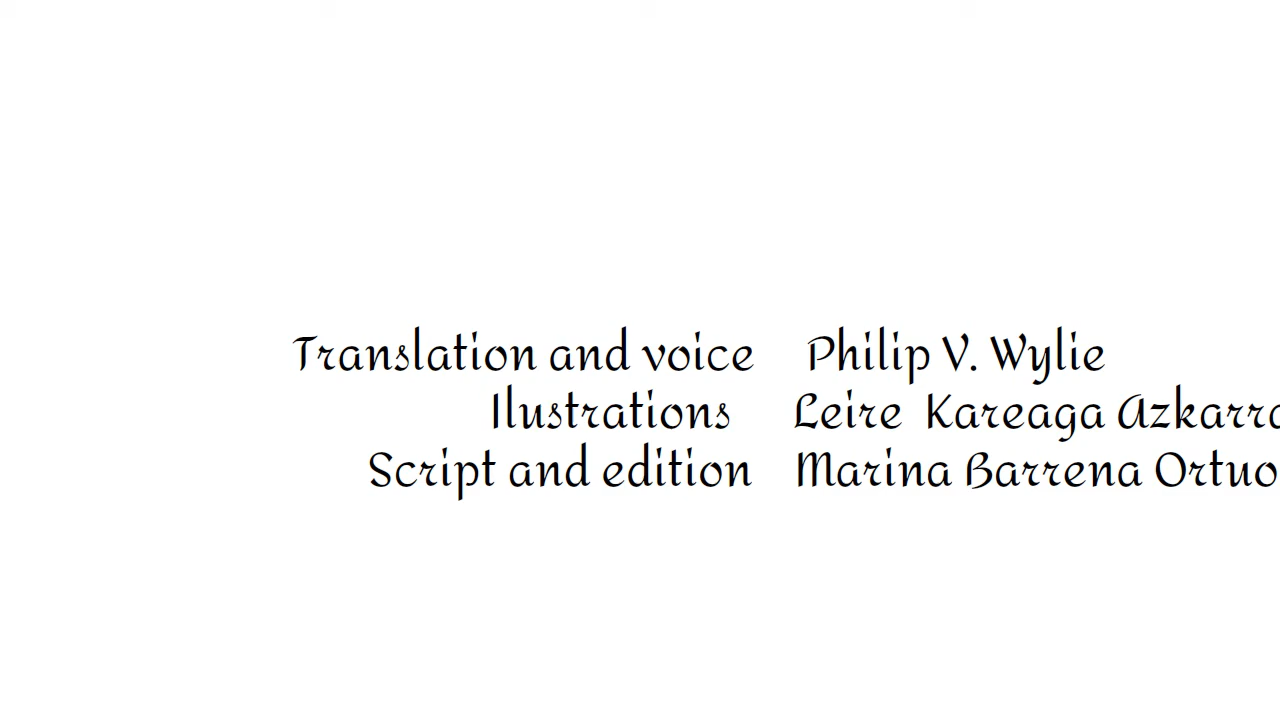 Translation and voice Philip V. Wylie
Ilustrations Leire Kareaga
Script and edition Marina Barrena